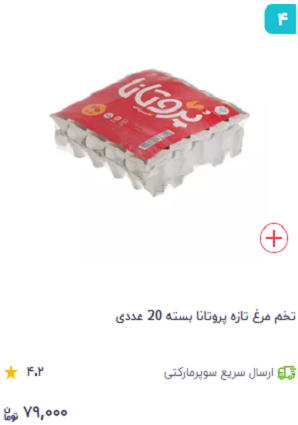 ۴
پروتانا
تخم مرغ تازه پروتانا بسته 20 عددی
ارسال سریع سوپرمارکتی
۴.۲
۷۹,۰۰۰ تومان